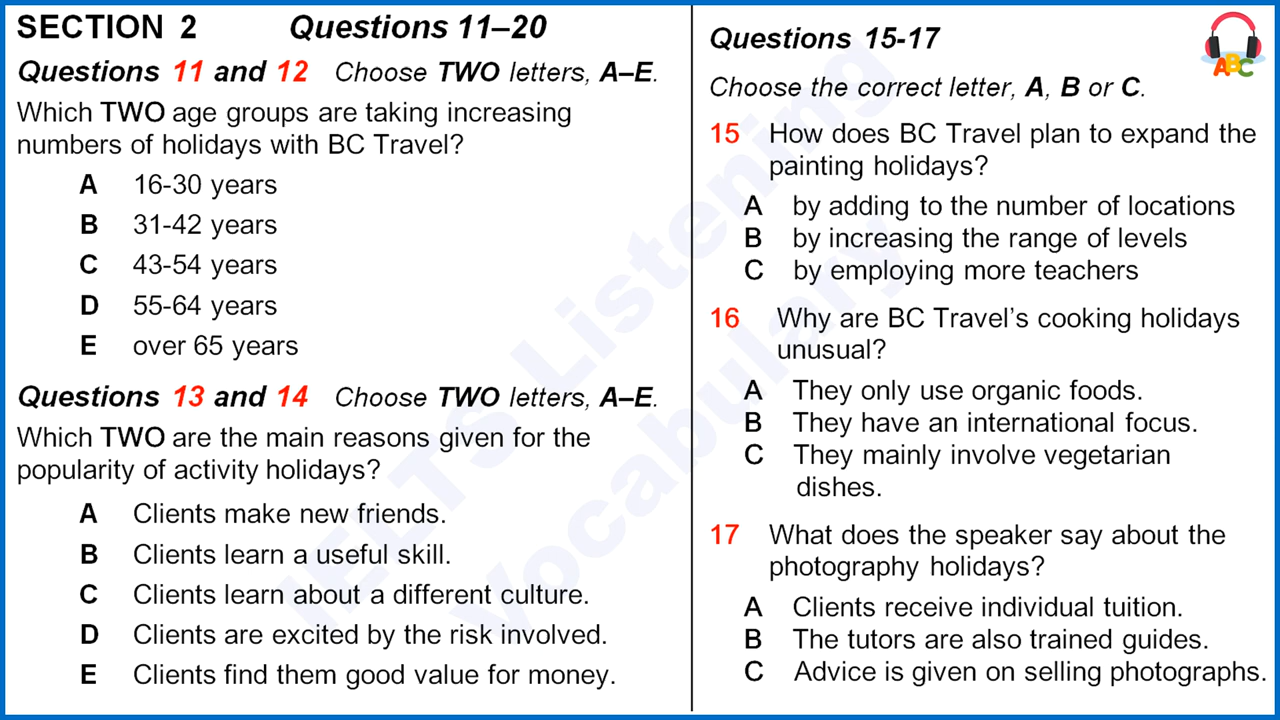 SECTION 2 Questions 11–20
Questions 11 and 12 Choose TWO letters, A–E.
Which TWO age groups are taking increasing
numbers of holidays with BC Travel?
A 16-30 years
B 31-42 years
C 43-54 years
D 55-64 years
E over 65 years
Questions 13 and 14 Choose TWO letters, A–E.
Which TWO are the main reasons given for the
popularity of activity holidays?
A Clients make new friends.
B Clients learn a useful skill.
C Clients learn about a different culture.
D Clients are excited by the risk involved.
E Clients find them good value for money.
Questions 15-17
Choose the correct letter, A, B or C.
15 How does BC Travel plan to expand the
painting holidays?
A by adding to the number of locations
B by increasing the range of levels
C by employing more teachers
16 Why are BC Travel’s cooking holidays
unusual?
A They only use organic foods.
B They have an international focus.
C They mainly involve vegetarian
dishes.
17 What does the speaker say about the
photography holidays?
A Clients receive individual tuition.
B The tutors are also trained guides.
C Advice is given on selling photographs.
ABC
IELTS Listening
Vocabulary